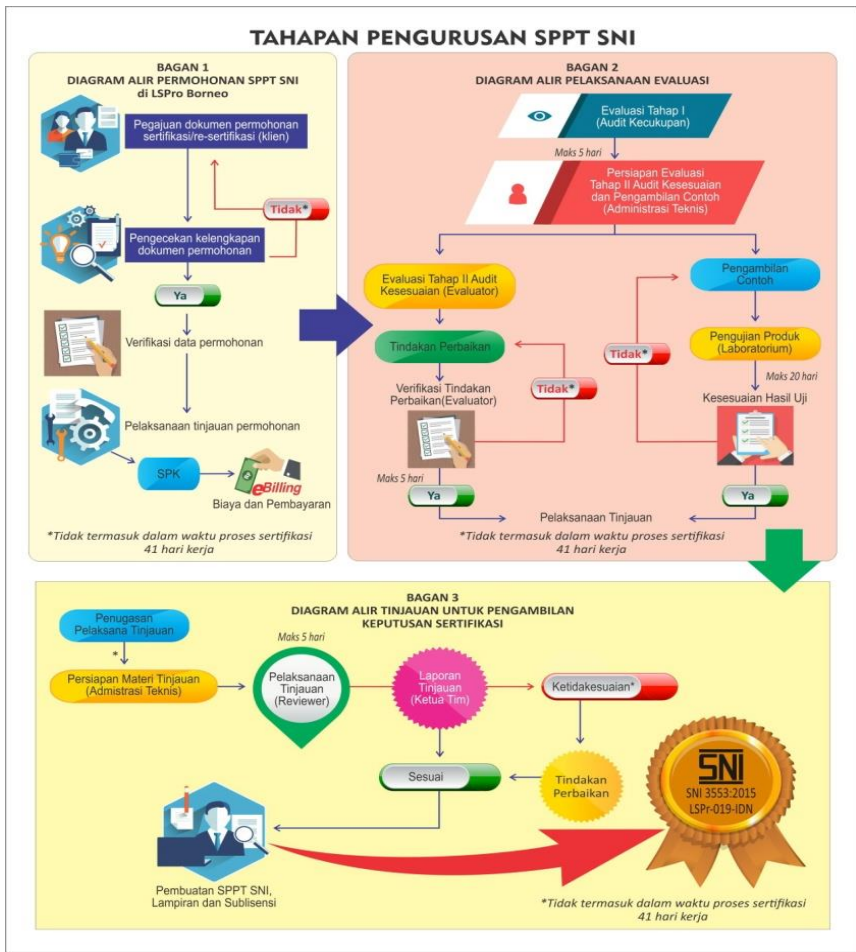 TAHAPAN PENGURUSAN SPPT SNI
BAGAN 1
DIAGRAM ALIR PERMOHONAN SPPT SNI
di LSPro Borneo
Pegajuan dokumen permohonan
sertifikasi/re-sertifikasi (klien)
Tidak*
Pengecekan kelengkapan
dokumen permohonan
Ya
Verifikasi data permohonan
Pelaksanaan tinjauan permohonan
SPK
eBilling
Biaya dan Pembayaran
*Tidak termasuk dalam waktu proses sertifikasi
41 hari kerja
BAGAN 2
DIAGRAM ALIR PELAKSANAAN EVALUASI
Evaluasi Tahap I
(Audit Kecukupan)
Maks 5 hari
Persiapan Evaluasi
Tahap II Audit Kesesuaian
dan Pengambilan Contoh
(Administrasi Teknis)
Evaluasi Tahap II Audit
Kesesuaian (Evaluator)
Tindakan Perbaikan
Tidak*
Verifikasi Tindakan
Perbaikan(Evaluator)
Maks 5 hari
Ya
Pengambilan
Contoh
Pengujian Produk
(Laboratorium)
Tidak*
Maks 20 hari
Kesesuaian Hasil Uji
Ya
Pelaksanaan Tinjauan
*Tidak termasuk dalam waktu proses sertifikasi
41 hari kerja
BAGAN 3
DIAGRAM ALIR TINJAUAN UNTUK PENGAMBILAN
KEPUTUSAN SERTIFIKASI
Penugasan
Pelaksana Tinjauan
*
Persiapan Materi Tinjauan
(Admistrasi Teknis)
Maks 5 hari
Pelaksanaan
Tinjauan
(Reviewer)
Laporan
Tinjauan
(Ketua Tim)
Ketidakesuaian*
Tindakan
Perbaikan
Sesuai
Pembuatan SPPT SNI,
Lampiran dan Sublisensi
SNI
SNI 3553:2015
LSPr-019-IDN
*Tidak termasuk dalam waktu proses sertifikasi
41 hari kerja